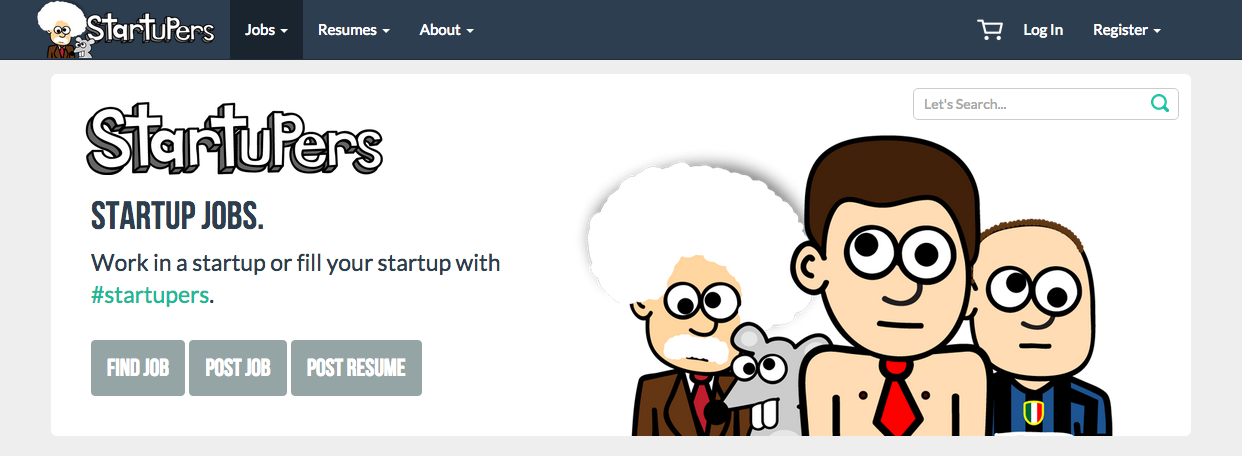 StartuPers
Jobs
Resumes
About
Log In
Register
Let's Search...
StartuPers
STARTUP JOBS.
Work in a startup or fill your startup with
#startupers.
FIND JOB
POST JOB
POST RESUME